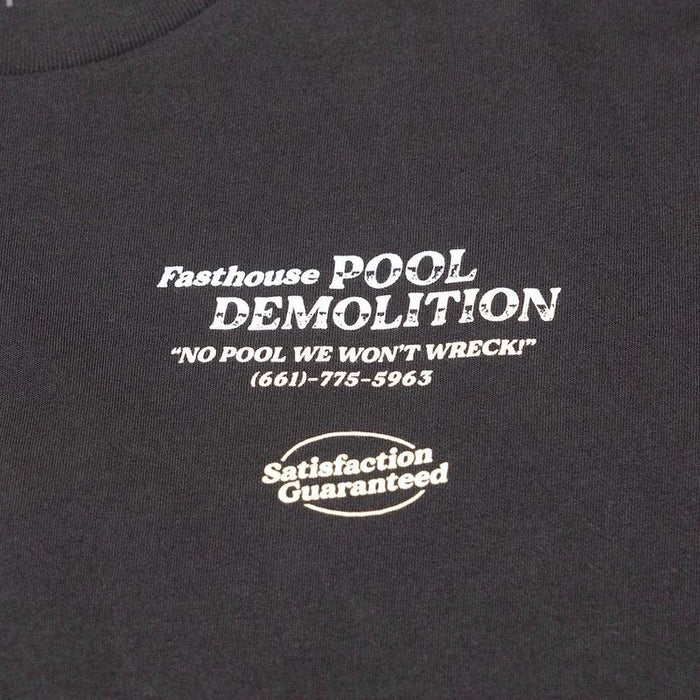 Fasthouse POOL
DEMOLITION
“NO POOL WE WON'T WRECK!”
(661)-775-5963
Satisfaction
Guaranteed